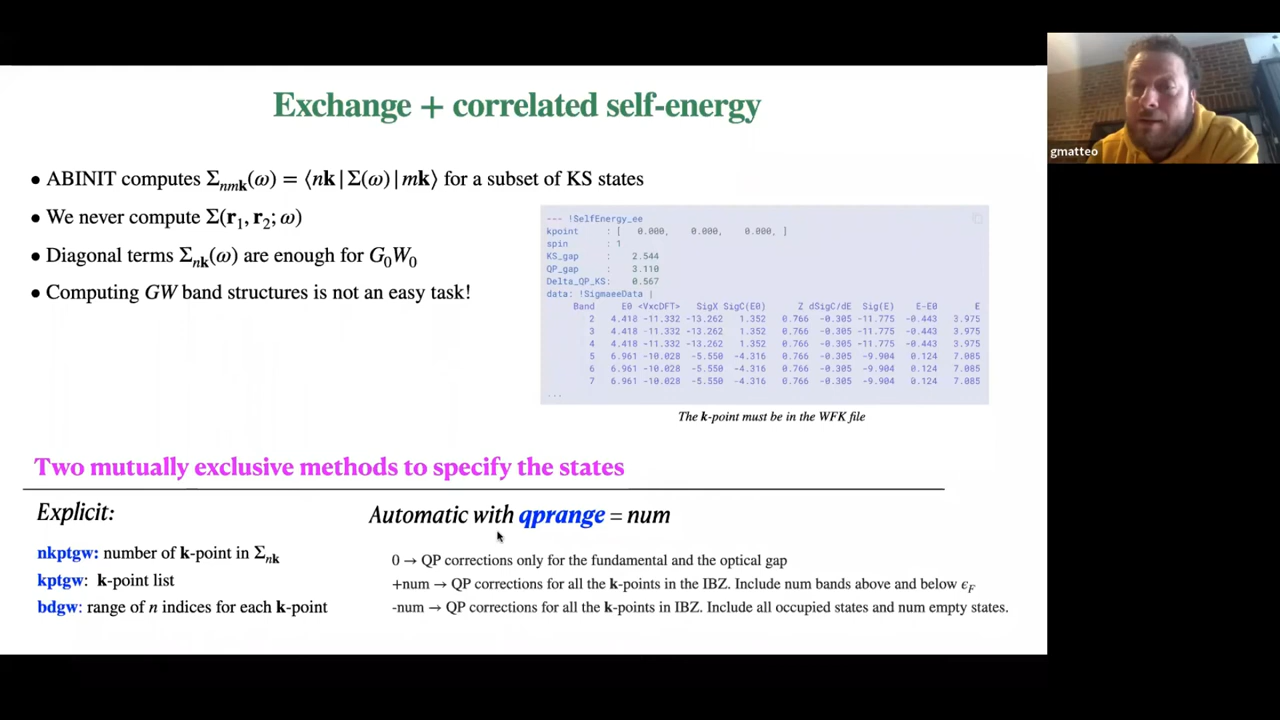 Exchange + correlated self-energy
gmatteo
• ABINIT computes Σnmk(ω) = ⟨nk | Σ(ω) | mk⟩ for a subset of KS states
• We never compute Σ(r1, r2; ω)
• Diagonal terms Σnk(ω) are enough for G0W0
• Computing GW band structures is not an easy task!
--- !SelfEnergy_ee
kpoint : [ 0.000, 0.000, 0.000, ]
spin : 1
KS_gap : 2.544
QP_gap : 3.110
Delta_QP_KS: 0.567
data: !SigmaeeData |
Band E0 <VxcDFT> SigX SigC(E0) Z dSigC/dE Sig(E) E-E0 E
2 4.418 -11.332 -13.262 1.352 0.766 -0.305 -11.775 -0.443 3.975
3 4.418 -11.332 -13.262 1.352 0.766 -0.305 -11.775 -0.443 3.975
4 4.418 -11.332 -13.262 1.352 0.766 -0.305 -11.775 -0.443 3.975
5 6.961 -10.028 -5.550 -4.316 0.766 -0.305 -9.904 0.124 7.085
6 6.961 -10.028 -5.550 -4.316 0.766 -0.305 -9.904 0.124 7.085
7 6.961 -10.028 -5.550 -4.316 0.766 -0.305 -9.904 0.124 7.085
...
The k-point must be in the WFK file
Two mutually exclusive methods to specify the states
Explicit:
nkptgw: number of k-point in Σnk
kptgw: k-point list
bdgw: range of n indices for each k-point
Automatic with qprange = num
0 → QP corrections only for the fundamental and the optical gap
+num → QP corrections for all the k-points in the IBZ. Include num bands above and below ϵF
-num → QP corrections for all the k-points in IBZ. Include all occupied states and num empty states.